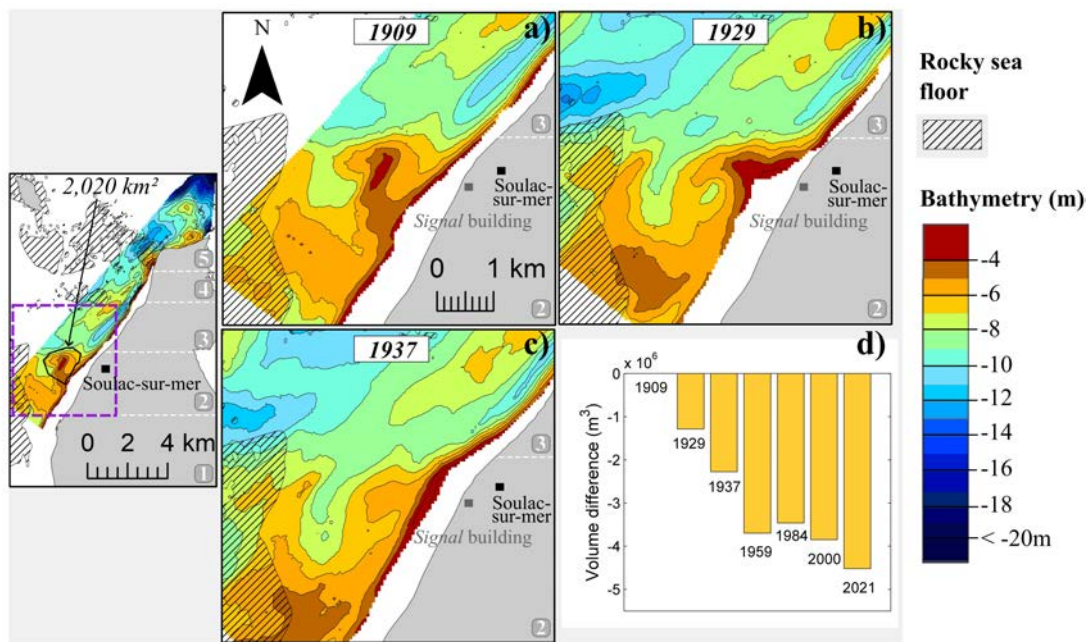 2,020 km²
5
4
3
2
1
Soulac-sur-mer
0 2 4 km
N
1909
a)
3
Soulac-
sur-mer
Signal building
0 1 km
2
1929
b)
3
Soulac-
sur-mer
Signal building
2
1937
c)
3
Soulac-
sur-mer
Signal building
2
d)
x 10⁶
Volume difference (m³)
0
-1
-2
-3
-4
-5
1909
1929
1937
1959
1984
2000
2021
Rocky sea
floor
Bathymetry (m)
-4
-6
-8
-10
-12
-14
-16
-18
< -20m